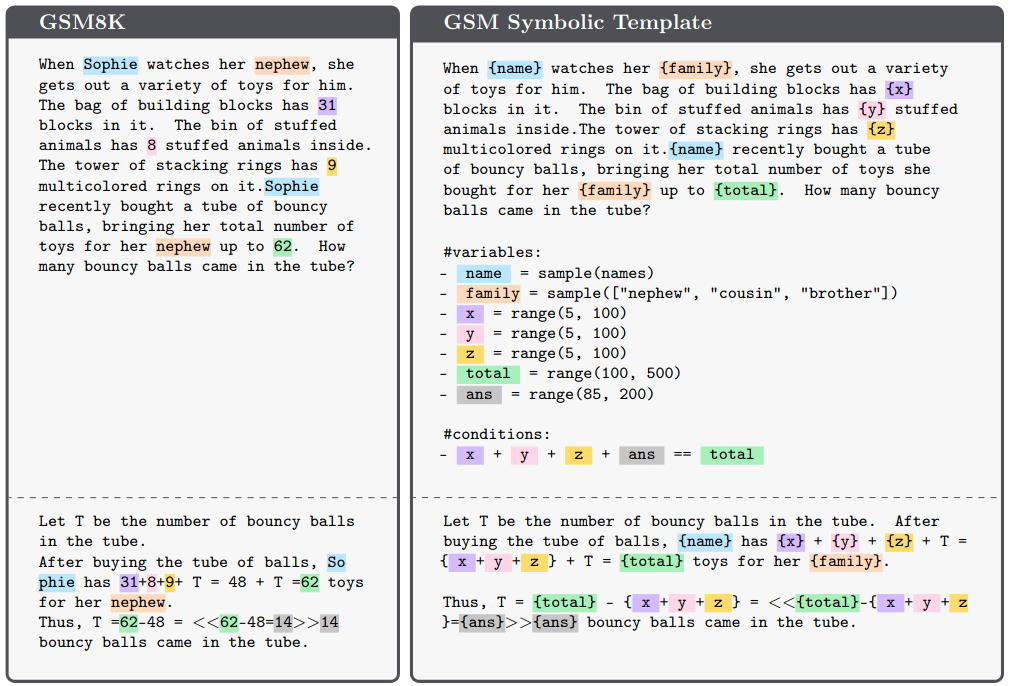 GSM8K
When Sophie watches her nephew, she
gets out a variety of toys for him.
The bag of building blocks has 31
blocks in it. The bin of stuffed
animals has 8 stuffed animals inside.
The tower of stacking rings has 9
multicolored rings on it.Sophie
recently bought a tube of bouncy
balls, bringing her total number of
toys for her nephew up to 62. How
many bouncy balls came in the tube?
Let T be the number of bouncy balls
in the tube.
After buying the tube of balls, So
phie has 31+8+9+ T = 48 + T =62 toys
for her nephew.
Thus, T =62-48 = <<62-48=14>>14
bouncy balls came in the tube.
GSM Symbolic Template
When {name} watches her {family}, she gets out a variety
of toys for him. The bag of building blocks has {x}
blocks in it. The bin of stuffed animals has {y} stuffed
animals inside.The tower of stacking rings has {z}
multicolored rings on it.{name} recently bought a tube
of bouncy balls, bringing her total number of toys she
bought for her {family} up to {total}. How many bouncy
balls came in the tube?
#variables:
- name = sample(names)
- family = sample(["nephew", "cousin", "brother"])
- x = range(5, 100)
- y = range(5, 100)
- z = range(5, 100)
- total = range(100, 500)
- ans = range(85, 200)
#conditions:
- x + y + z + ans == total
Let T be the number of bouncy balls in the tube. After
buying the tube of balls, {name} has {x} + {y} + {z} + T =
{ x + y + z } + T = {total} toys for her {family}.
Thus, T = {total} - { x + y + z } = <<{total}-{ x + y + z
}={ans}>>{ans} bouncy balls came in the tube.